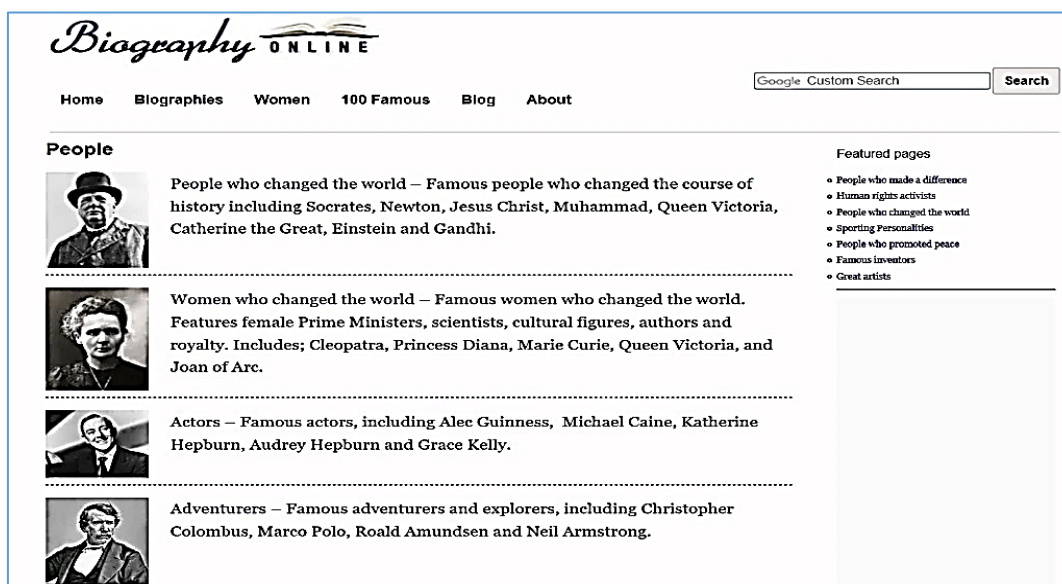 Biography ONLINE
Google Custom Search
Search
Home Biographies Women 100 Famous Blog About
People
People who changed the world – Famous people who changed the course of
history including Socrates, Newton, Jesus Christ, Muhammad, Queen Victoria,
Catherine the Great, Einstein and Gandhi.
Women who changed the world – Famous women who changed the world.
Features female Prime Ministers, scientists, cultural figures, authors and
royalty. Includes; Cleopatra, Princess Diana, Marie Curie, Queen Victoria, and
Joan of Arc.
Actors – Famous actors, including Alec Guinness, Michael Caine, Katherine
Hepburn, Audrey Hepburn and Grace Kelly.
Adventurers – Famous adventurers and explorers, including Christopher
Colombus, Marco Polo, Roald Amundsen and Neil Armstrong.
Featured pages
People who made a difference
Human rights activists
People who changed the world
Sporting Personalities
People who promoted peace
Famous inventors
Great artists